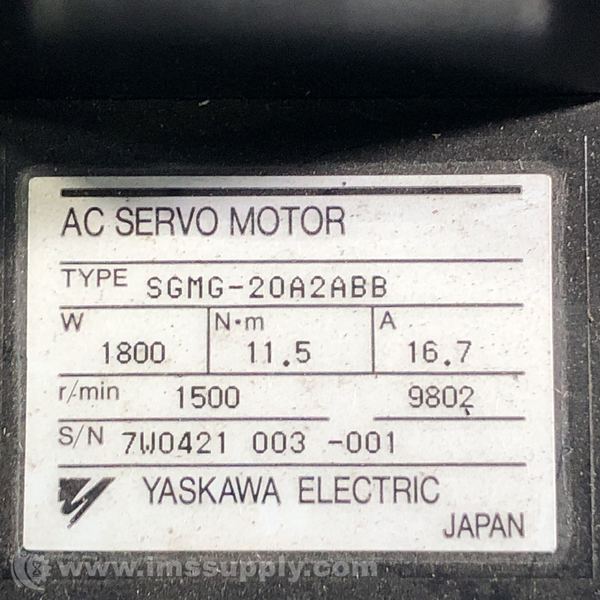 AC SERVO MOTOR
TYPE SGMG-20A2ABB
W N·m A
1800 11.5 16.7
r/min 1500 9802
S/N 7W0421 003 -001
YASKAWA ELECTRIC
JAPAN
www.imssupply.com